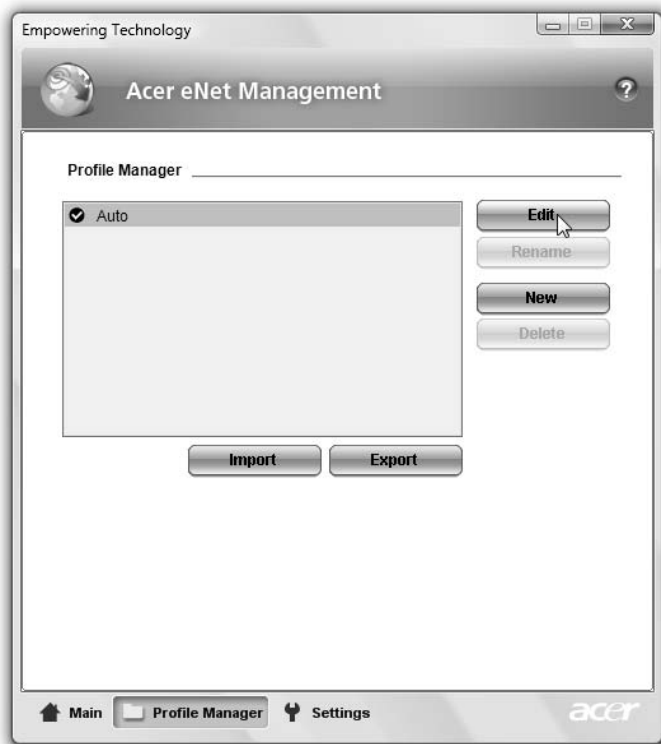 Empowering Technology
Acer eNet Management
?
Profile Manager
Auto
Edit
Rename
New
Delete
Import Export
Main Profile Manager Settings acer